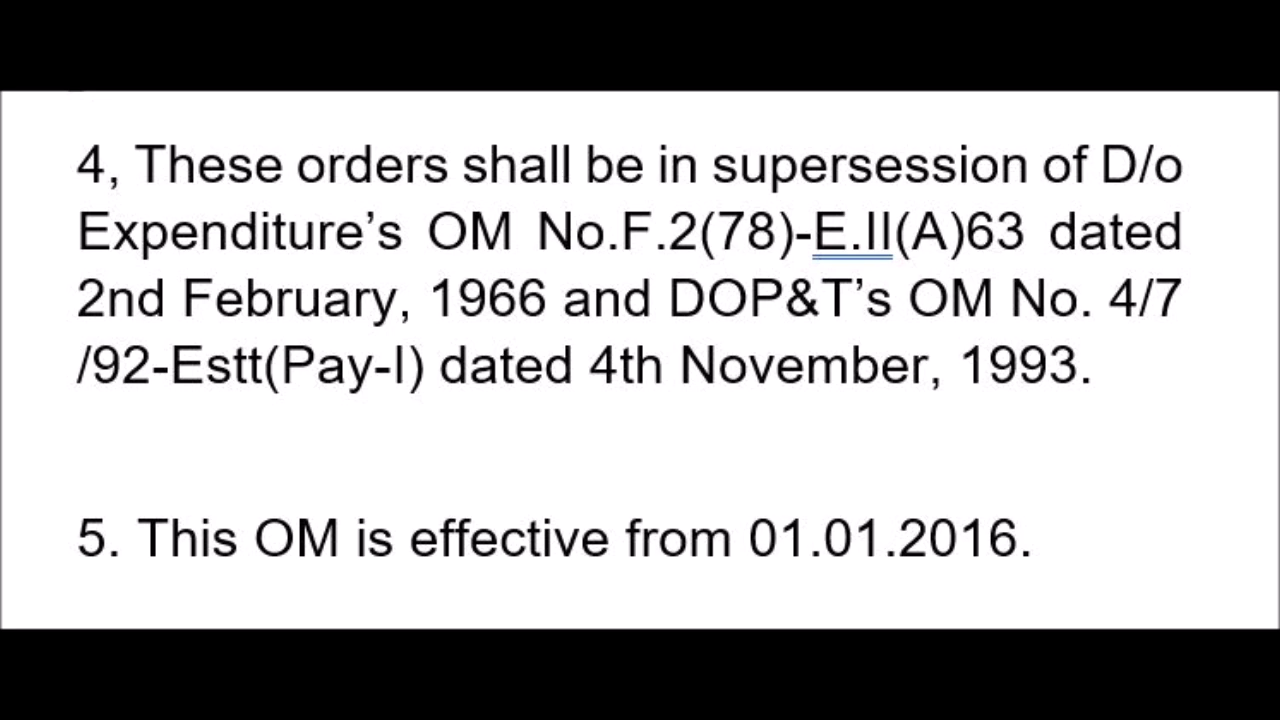 4, These orders shall be in supersession of D/o
Expenditure’s OM No.F.2(78)-E.II(A)63 dated
2nd February, 1966 and DOP&T’s OM No. 4/7
/92-Estt(Pay-I) dated 4th November, 1993.
5. This OM is effective from 01.01.2016.